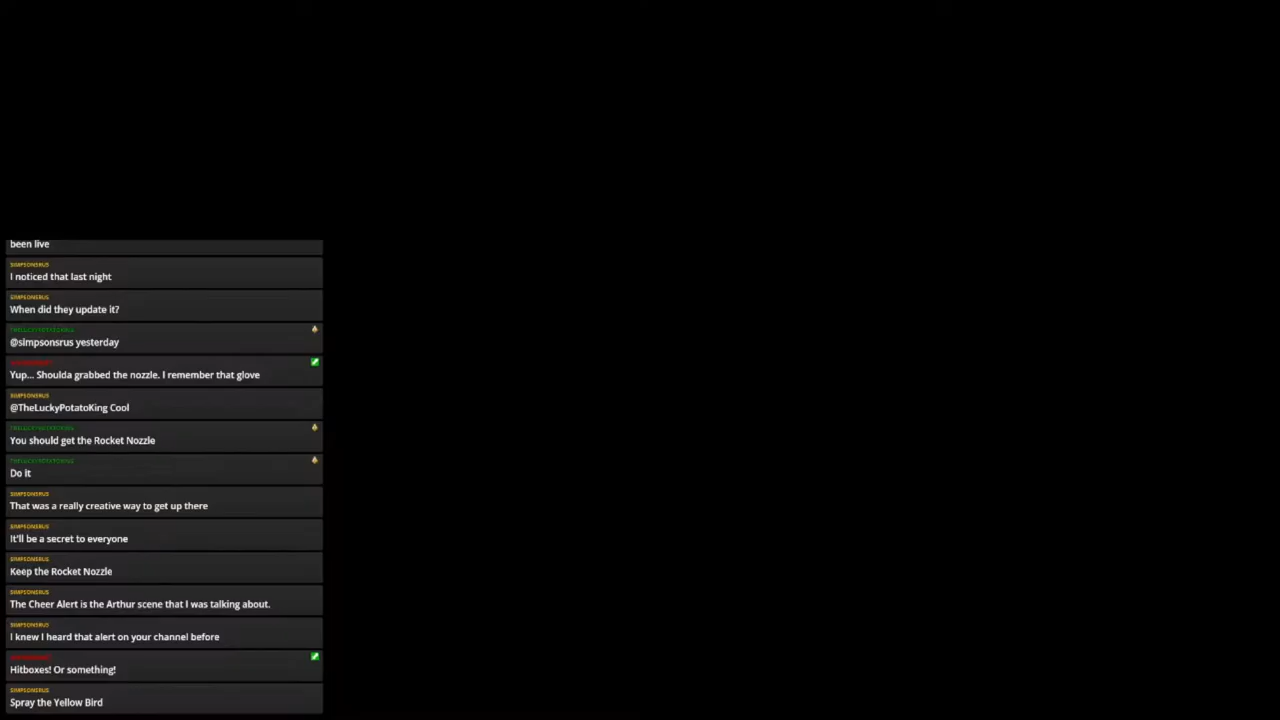 been live
SIMPSONSRUS
I noticed that last night
SIMPSONSRUS
When did they update it?
THELUCKYPOTATOKING
@simpsonsrus yesterday
Yup... Shoulda grabbed the nozzle. I remember that glove
SIMPSONSRUS
@TheLuckyPotatoKing Cool
THELUCKYPOTATOKING
You should get the Rocket Nozzle
THELUCKYPOTATOKING
Do it
SIMPSONSRUS
That was a really creative way to get up there
SIMPSONSRUS
It'll be a secret to everyone
SIMPSONSRUS
Keep the Rocket Nozzle
SIMPSONSRUS
The Cheer Alert is the Arthur scene that I was talking about.
SIMPSONSRUS
I knew I heard that alert on your channel before
Hitboxes! Or something!
SIMPSONSRUS
Spray the Yellow Bird